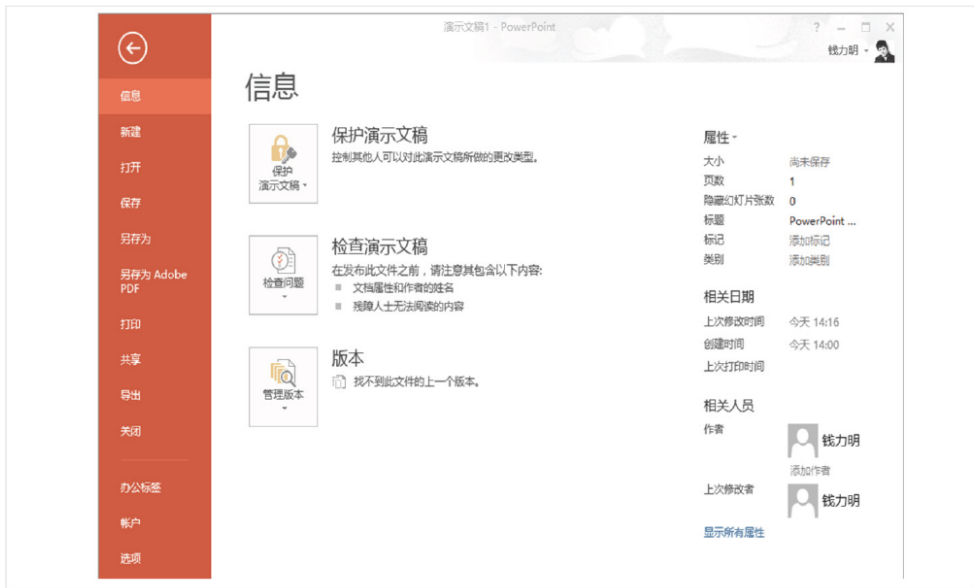 演示文稿1 - PowerPoint
?
钱力明
信息
新建
打开
保存
另存为
另存为 Adobe
PDF
打印
共享
导出
关闭
办公标签
帐户
选项
信息
保护
演示文稿
保护演示文稿
控制其他人可以对此演示文稿所做的更改类型。
检查问题
检查演示文稿
在发布此文件之前，请注意其包含以下内容:
文档属性和作者的姓名
残障人士无法阅读的内容
管理版本
版本
找不到此文件的上一个版本。
属性
大小 尚未保存
页数 1
隐藏幻灯片张数 0
标题 PowerPoint ...
标记 添加标记
类别 添加类别
相关日期
上次修改时间 今天 14:16
创建时间 今天 14:00
上次打印时间
相关人员
作者 钱力明
添加作者
上次修改者 钱力明
显示所有属性